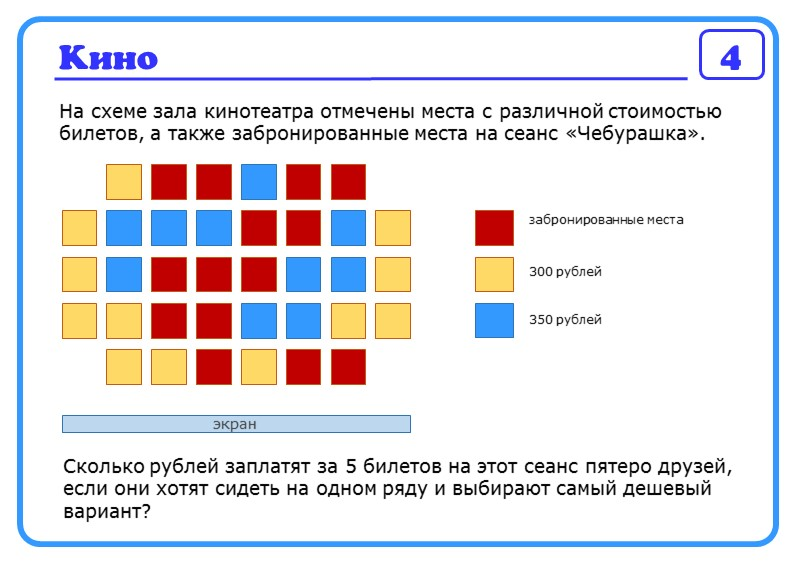 Кино
4
На схеме зала кинотеатра отмечены места с различной стоимостью
билетов, а также забронированные места на сеанс «Чебурашка».
забронированные места
300 рублей
350 рублей
экран
Сколько рублей заплатят за 5 билетов на этот сеанс пятеро друзей,
если они хотят сидеть на одном ряду и выбирают самый дешевый
вариант?